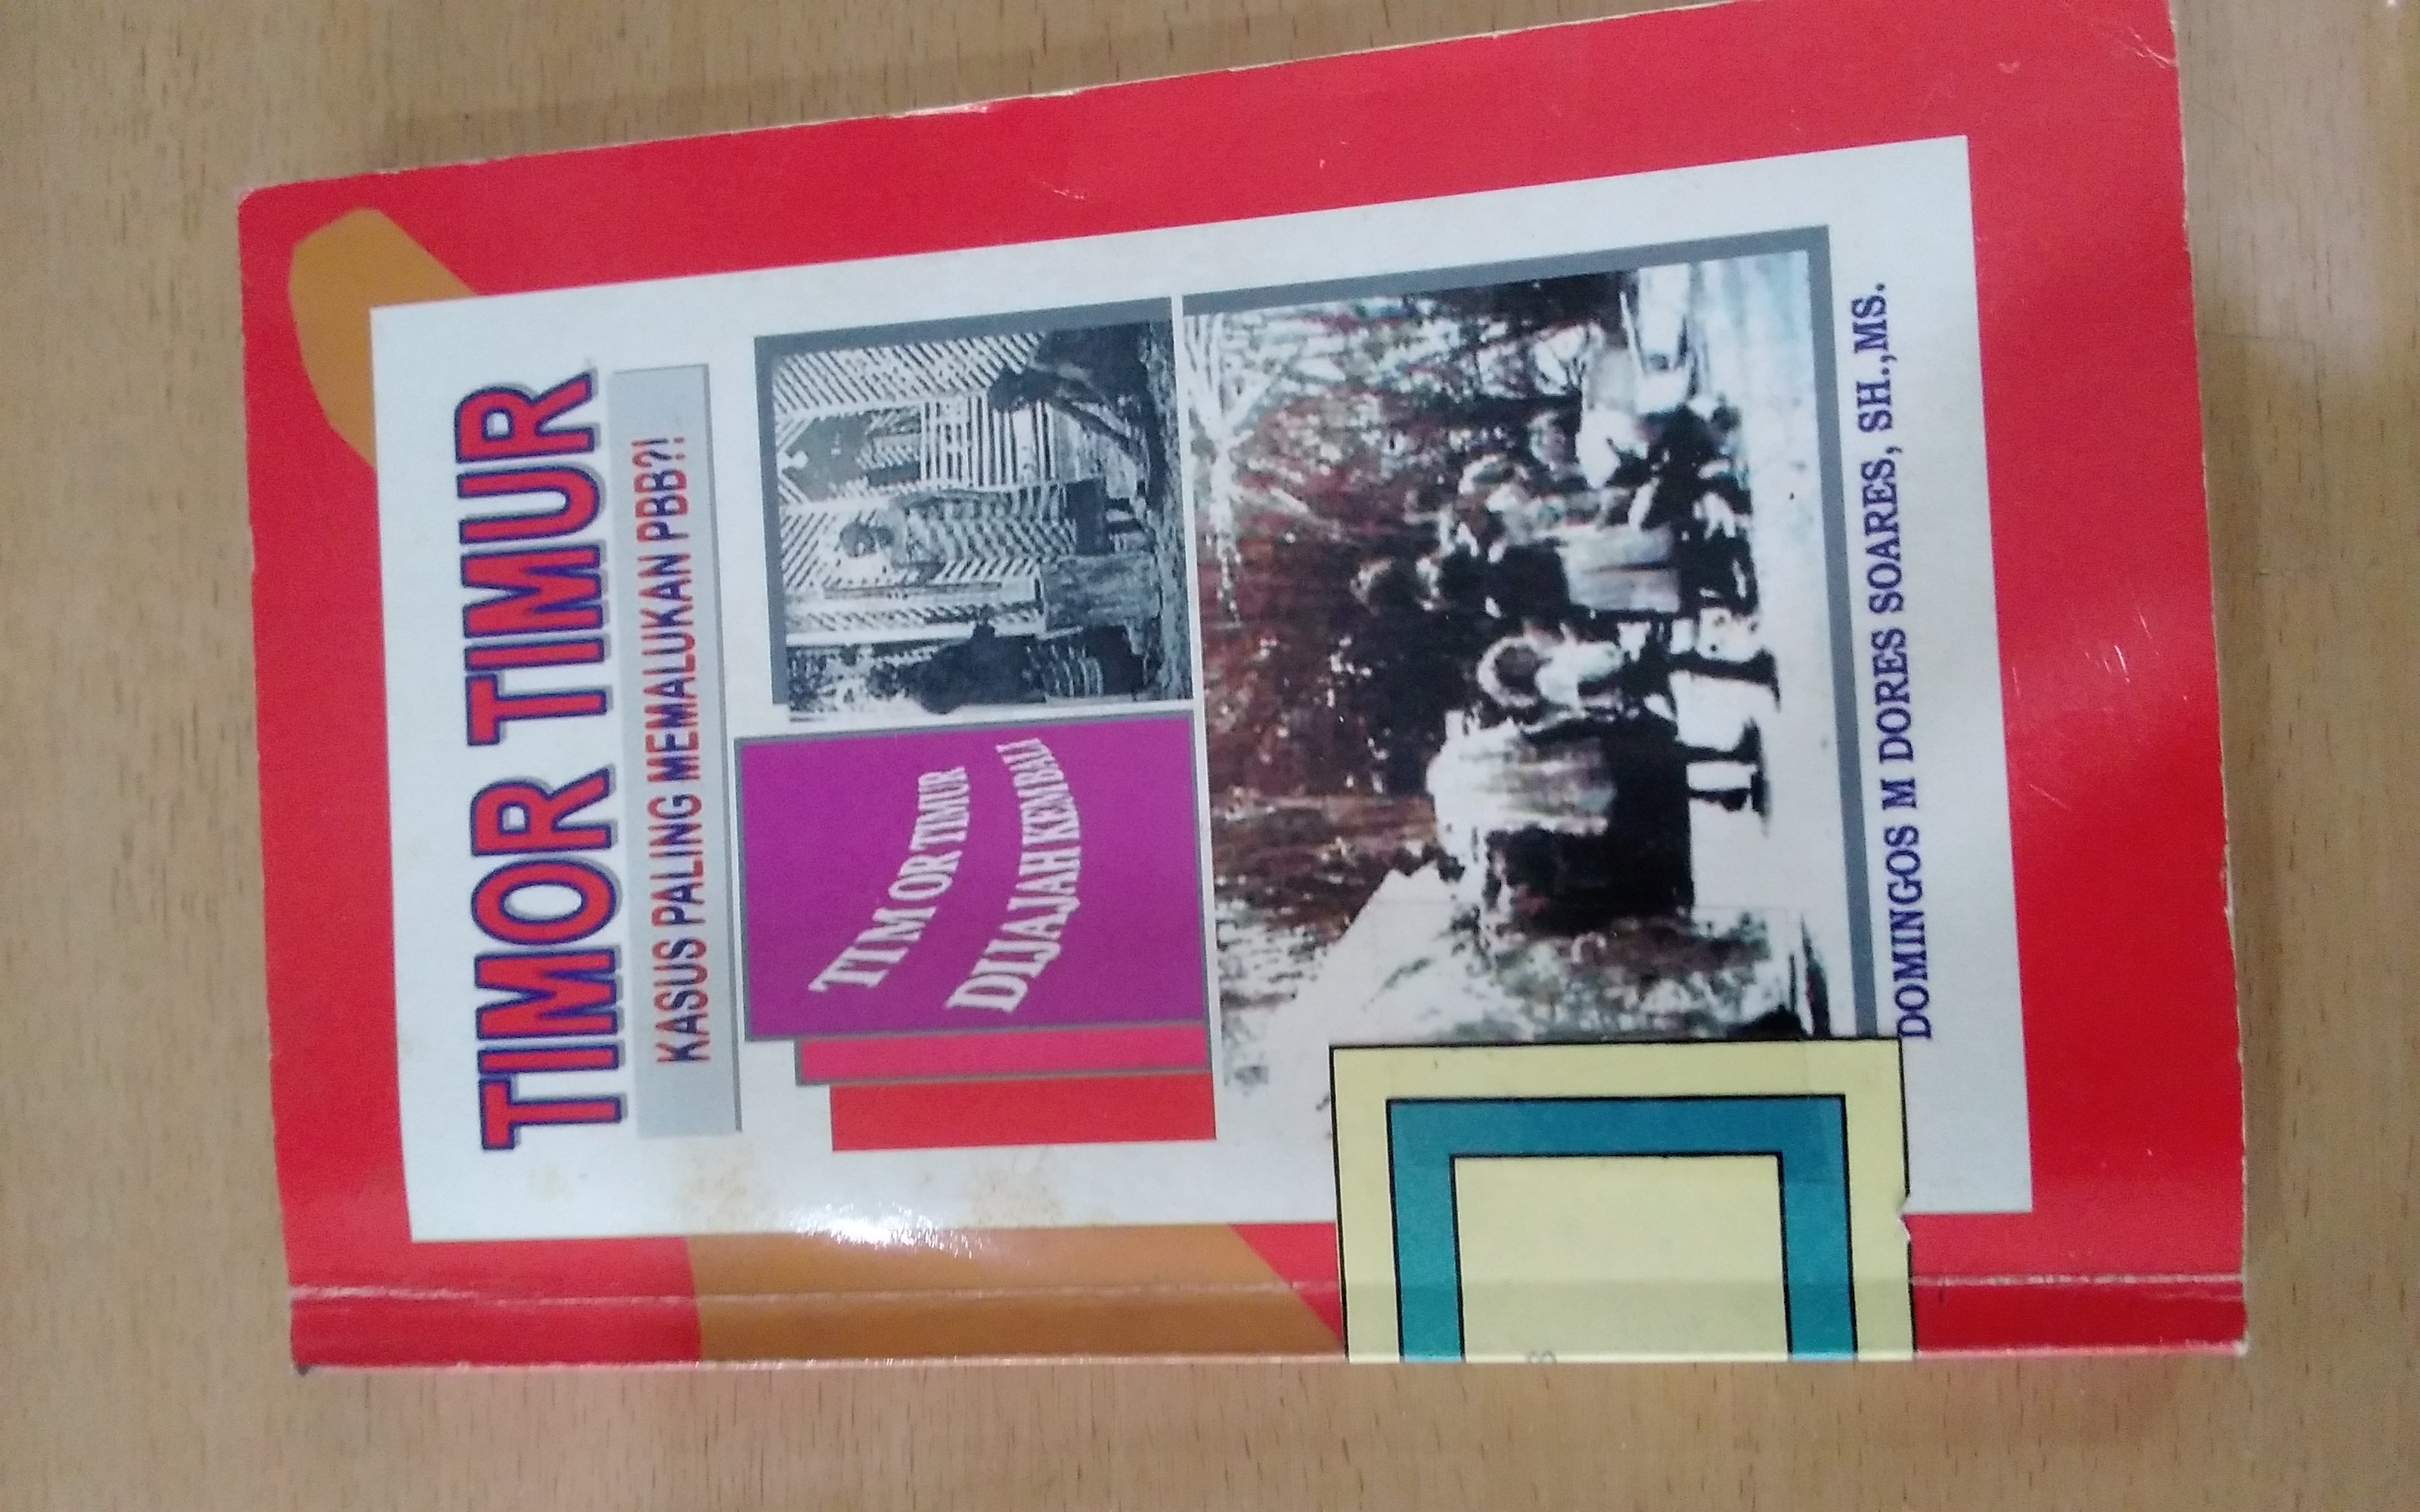 TIMOR TIMUR
KASUS PALING MEMALUKAN PBB?!
TIMOR TIMUR
DIJAJAH KEMBALI
DOMINGOS M DORES SOARES, SH.,MS.
S